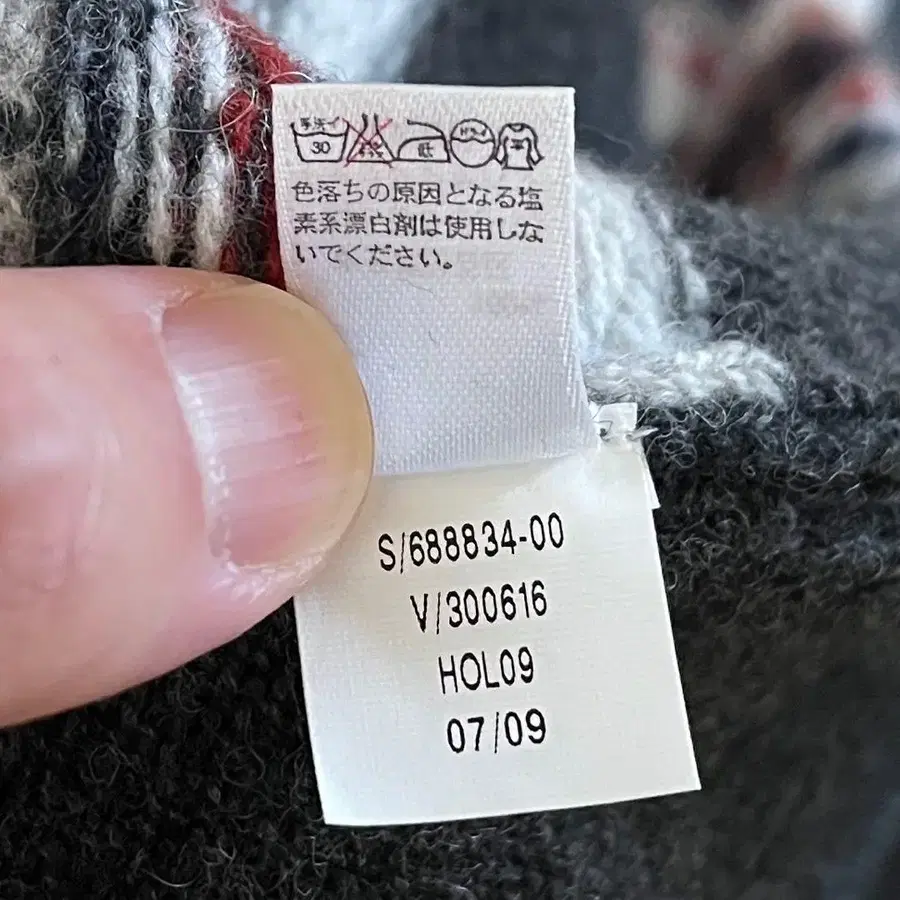 手洗イ
30
低
ドライ
平
色落ちの原因となる塩
素系漂白剤は使用しな
いでください。
S/688834-00
V/300616
HOL09
07/09